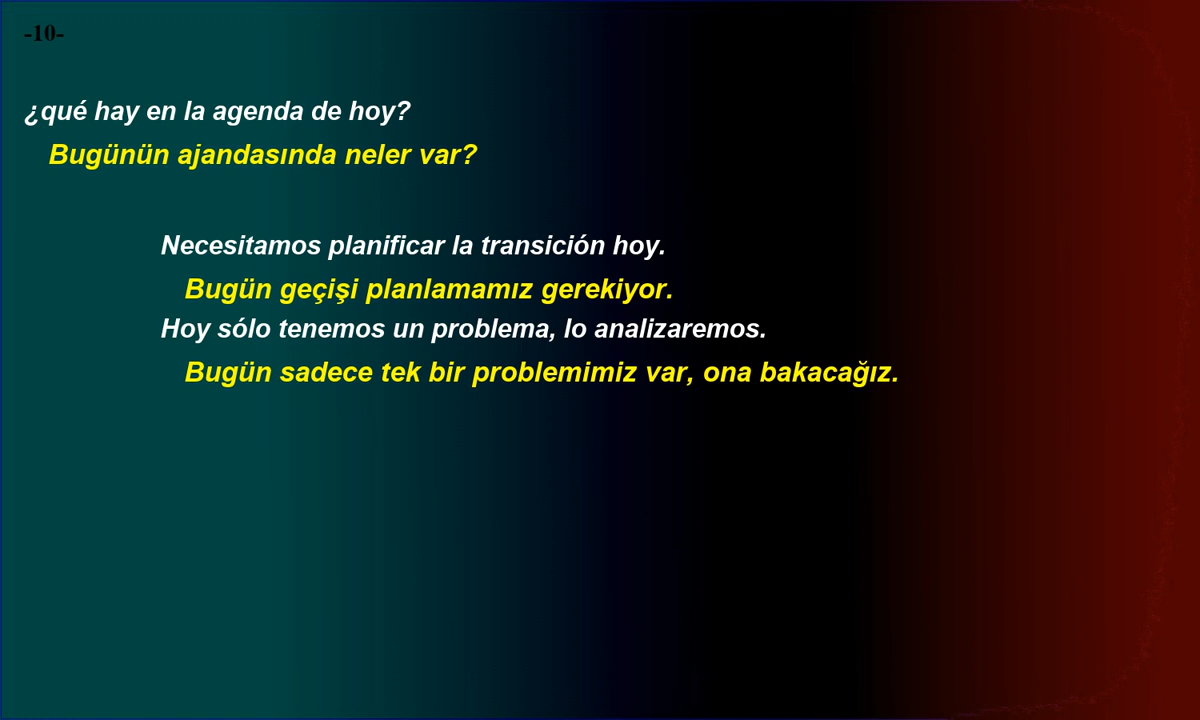 -10-
¿qué hay en la agenda de hoy?
Bugünün ajandasında neler var?
Necesitamos planificar la transición hoy.
Bugün geçişi planlamamız gerekiyor.
Hoy sólo tenemos un problema, lo analizaremos.
Bugün sadece tek bir problemimiz var, ona bakacağız.